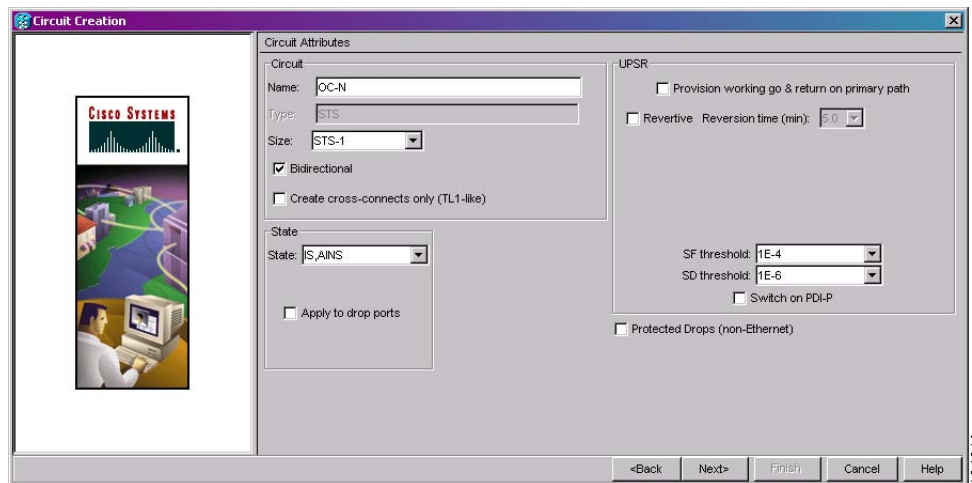 Circuit Creation
CISCO SYSTEMS
Circuit Attributes
Circuit
Name: OC-N
Type: STS
Size: STS-1
Bidirectional
Create cross-connects only (TL1-like)
State
State: IS,AINS
Apply to drop ports
UPSR
Provision working go & return on primary path
Revertive Reversion time (min): 5.0
SF threshold: 1E-4
SD threshold: 1E-6
Switch on PDI-P
Protected Drops (non-Ethernet)
<Back Next> Finish Cancel Help